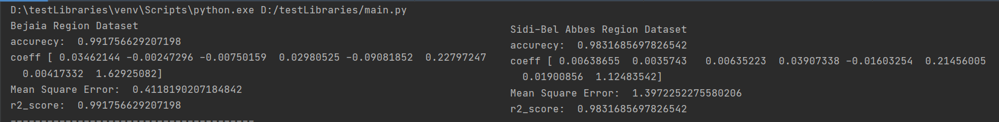 D:\testLibraries\venv\Scripts\python.exe D:/testLibraries/main.py
Bejaia Region Dataset
accurecy:  0.991756629207198
coeff [ 0.03462144 -0.00247296 -0.00750159  0.02980525 -0.09081852  0.22797247
  0.00417332  1.62925082]
Mean Square Error:  0.4118190207184842
r2_score:  0.991756629207198
----------------------------------------
Sidi-Bel Abbes Region Dataset
accurecy:  0.9831685697826542
coeff [ 0.00638655  0.0035743   0.00635223  0.03907338 -0.01603254  0.21456005
  0.01900856  1.12483542]
Mean Square Error:  1.3972252275580206
r2_score:  0.9831685697826542